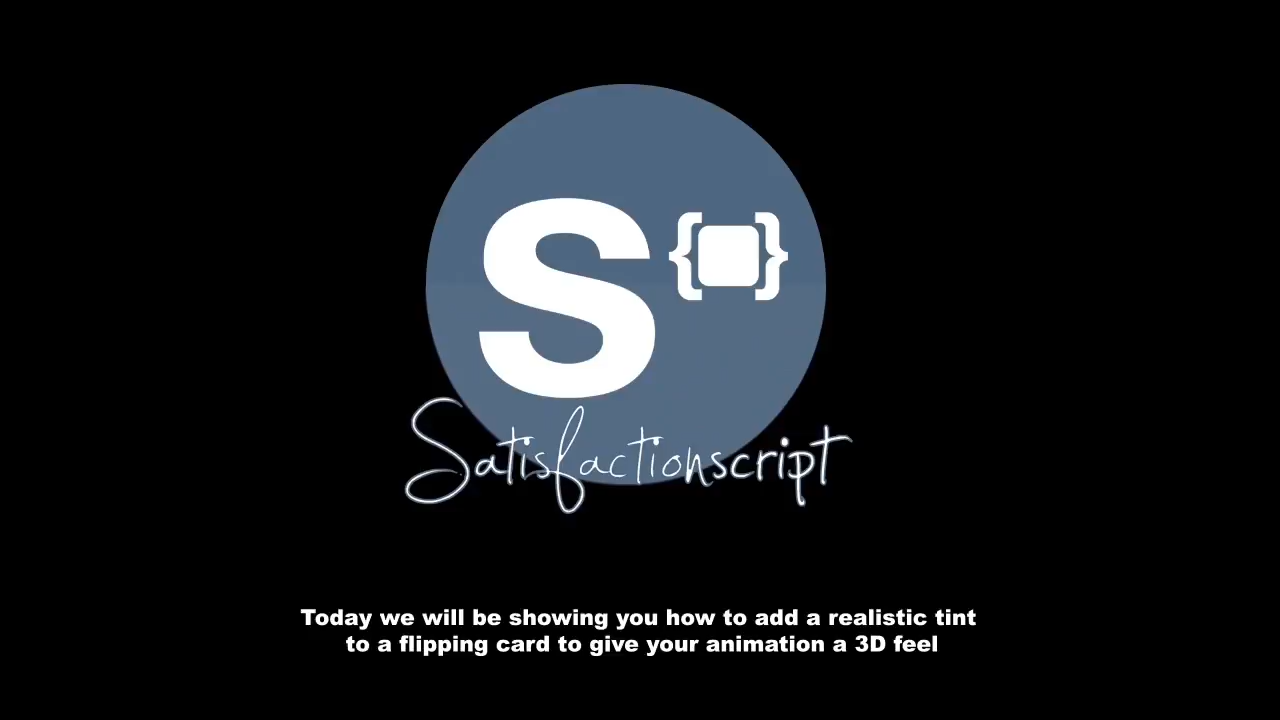 S{ }
Satisfactionscript
Today we will be showing you how to add a realistic tint
to a flipping card to give your animation a 3D feel